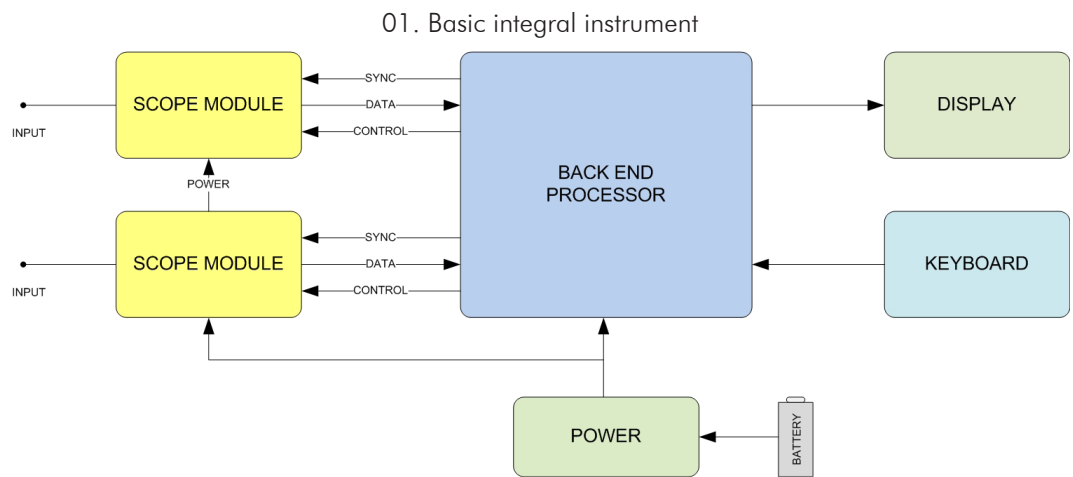 01. Basic integral instrument
SCOPE MODULE
SYNC
DATA
CONTROL
INPUT
POWER
SCOPE MODULE
SYNC
DATA
CONTROL
INPUT
BACK END
PROCESSOR
DISPLAY
KEYBOARD
POWER
BATTERY